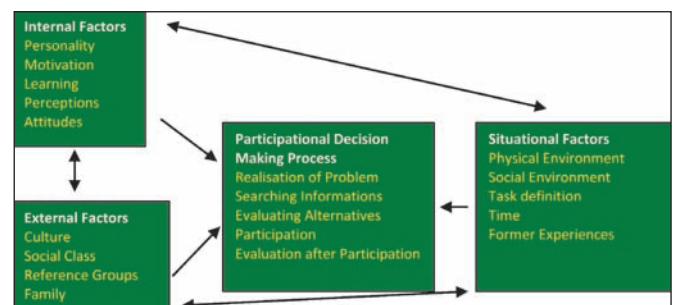 Internal Factors
Personality
Motivation
Learning
Perceptions
Attitudes
External Factors
Culture
Social Class
Reference Groups
Family
Participational Decision
Making Process
Realisation of Problem
Searching Informations
Evaluating Alternatives
Participation
Evaluation after Participation
Situational Factors
Physical Environment
Social Environment
Task definition
Time
Former Experiences